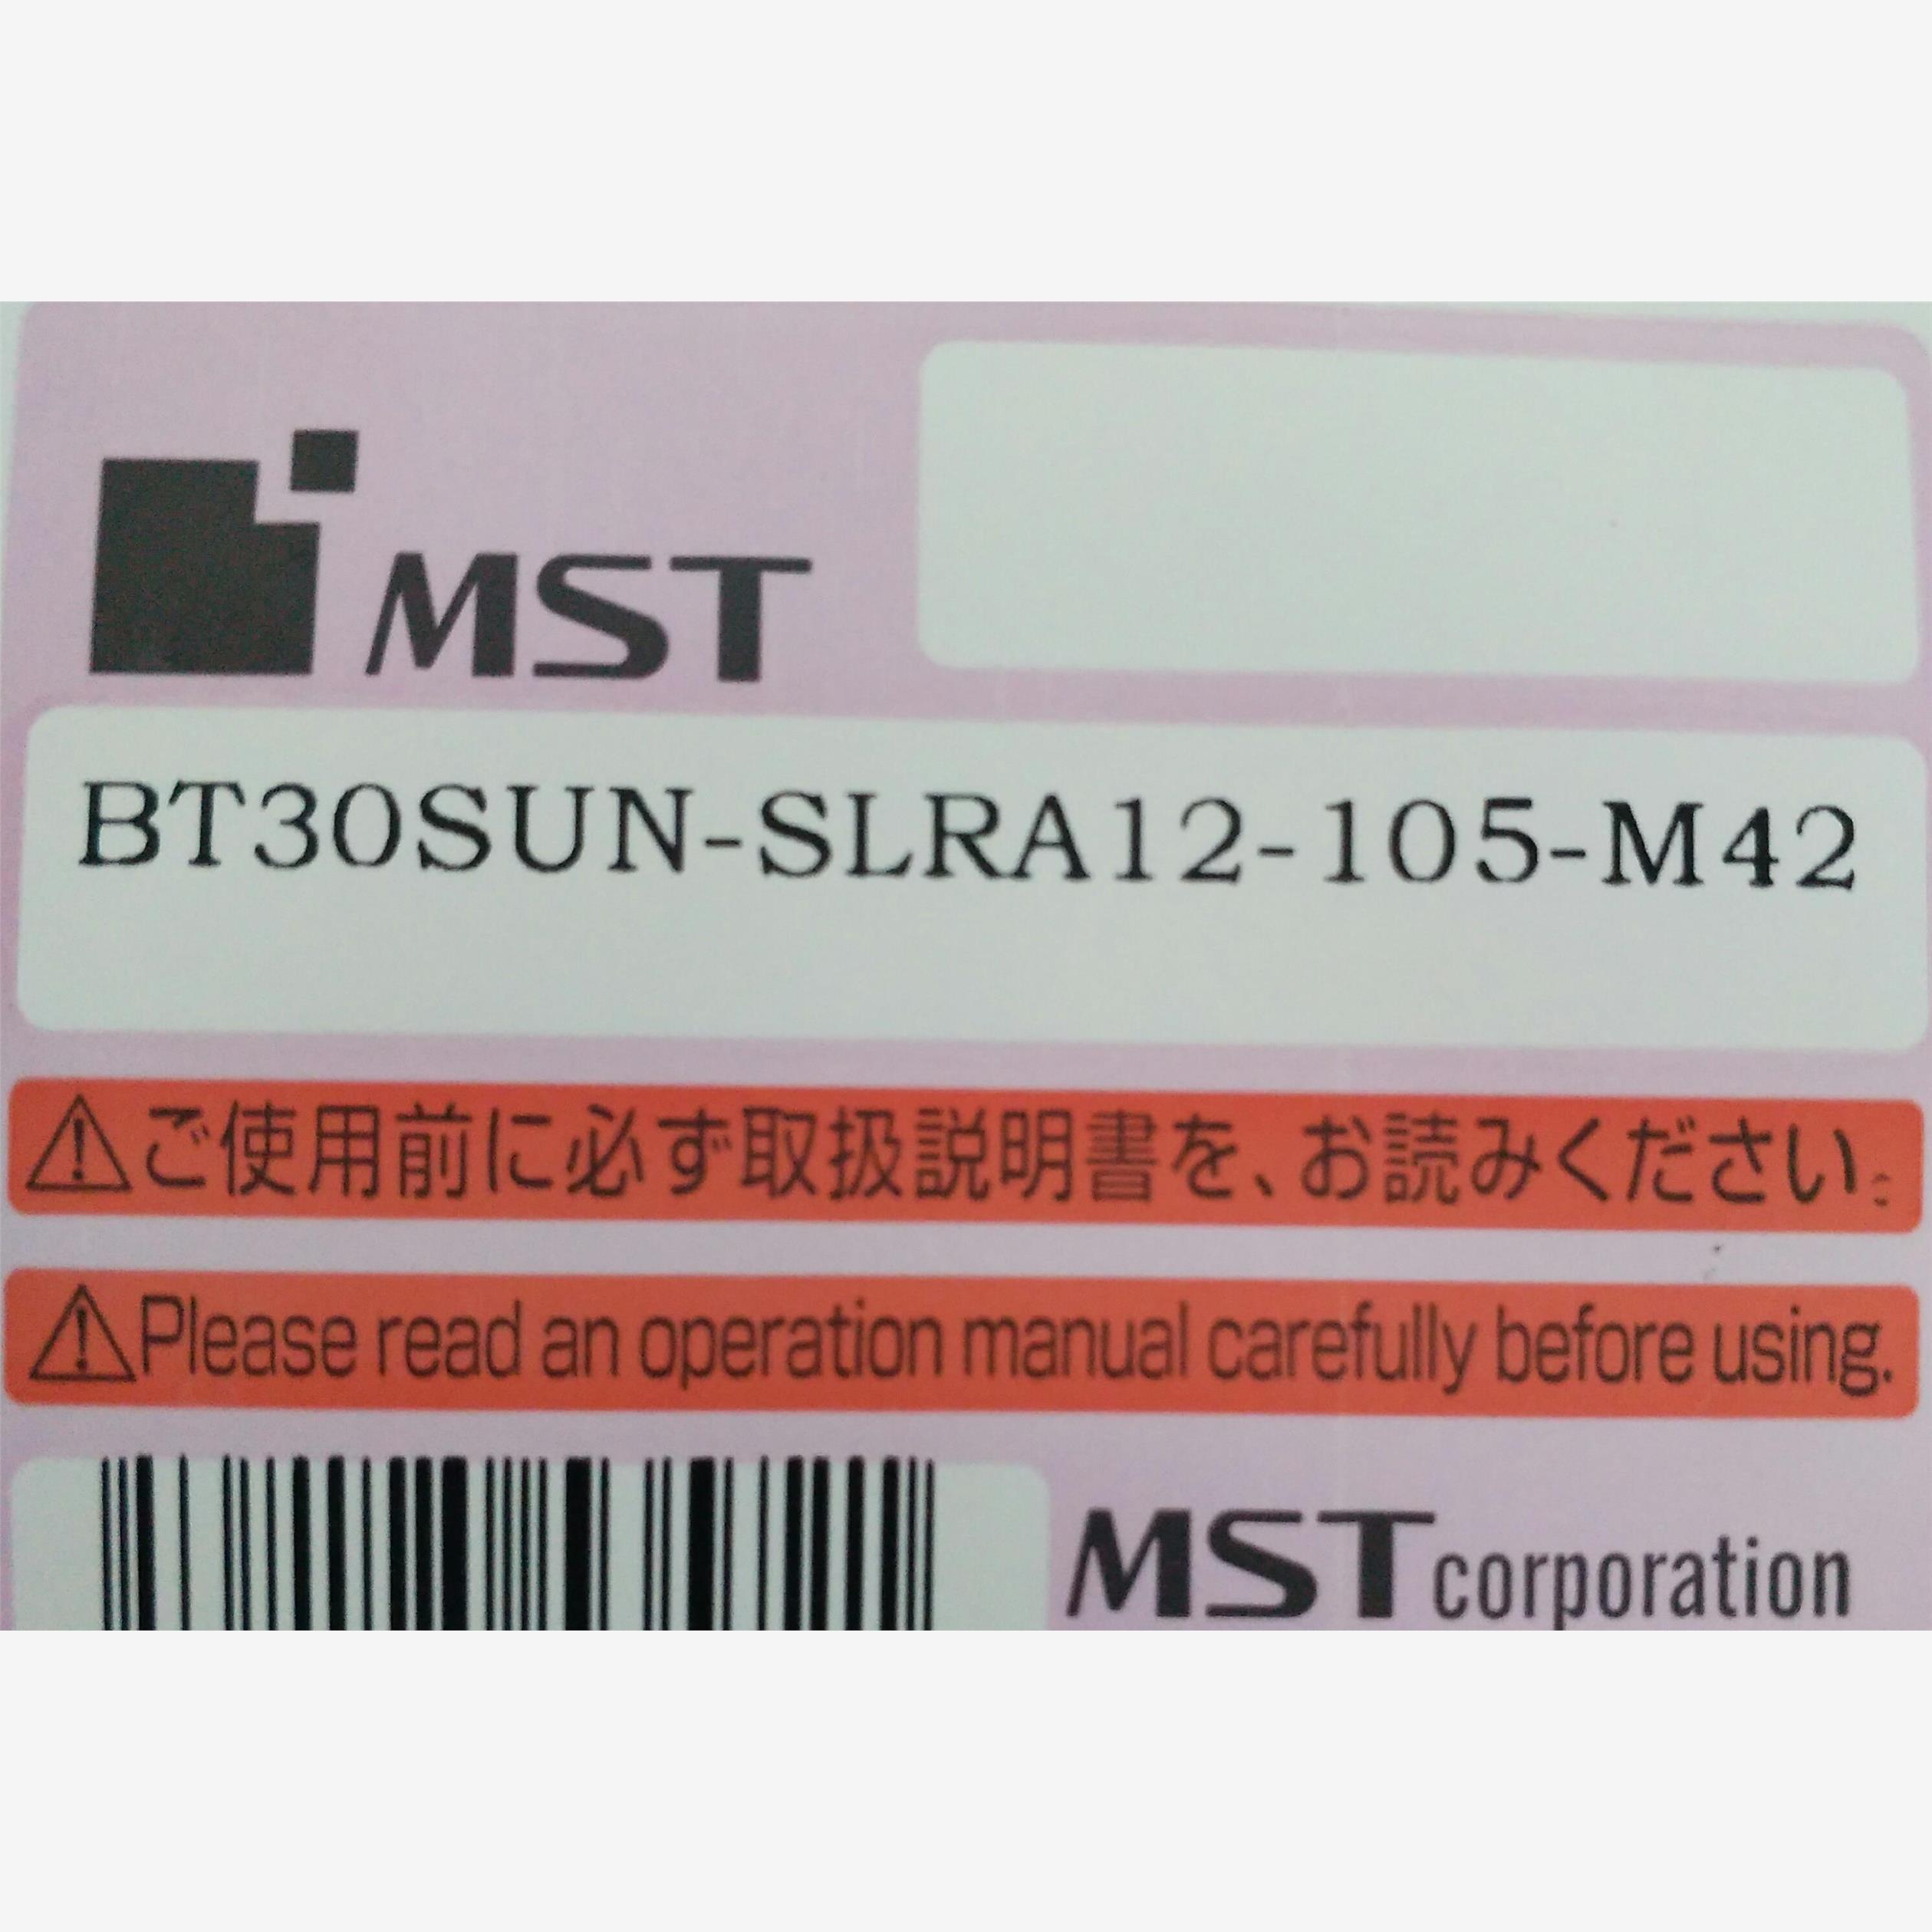 MST
BT30SUN-SLRA12-105-M42
⚠ご使用前に必ず取扱説明書を、お読みください。
⚠Please read an operation manual carefully before using.
MST corporation